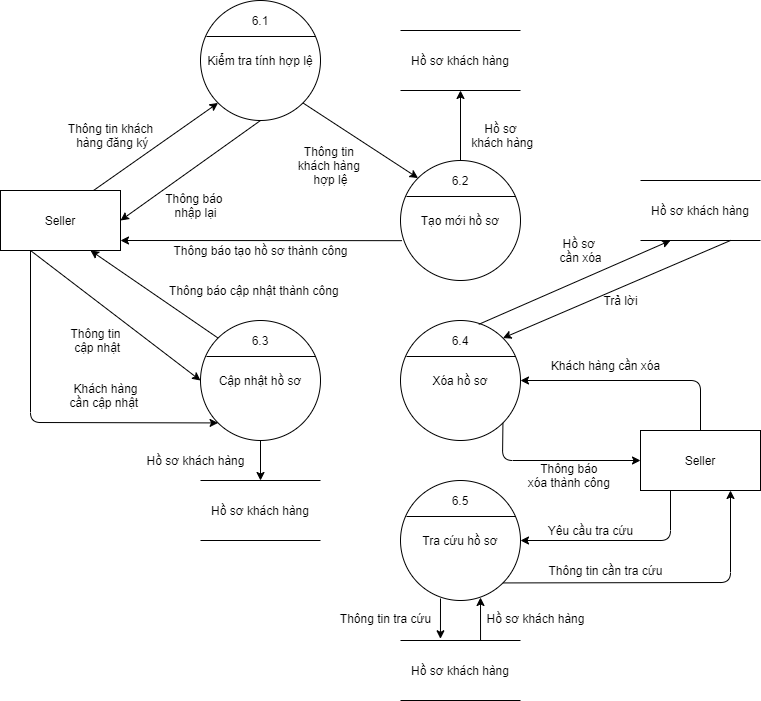 6.1
Kiểm tra tính hợp lệ
Hồ sơ khách hàng
Thông tin khách
hàng đăng ký
Hồ sơ
khách hàng
Thông tin
khách hàng
hợp lệ
6.2
Tạo mới hồ sơ
Thông báo
nhập lại
Seller
Hồ sơ khách hàng
Thông báo tạo hồ sơ thành công
Hồ sơ
cần xóa
Thông báo cập nhật thành công
Trả lời
Thông tin
cập nhật
6.3
Cập nhật hồ sơ
6.4
Xóa hồ sơ
Khách hàng cần xóa
Khách hàng
cần cập nhật
Hồ sơ khách hàng
Seller
Thông báo
xóa thành công
Hồ sơ khách hàng
6.5
Tra cứu hồ sơ
Yêu cầu tra cứu
Thông tin cần tra cứu
Thông tin tra cứu
Hồ sơ khách hàng
Hồ sơ khách hàng